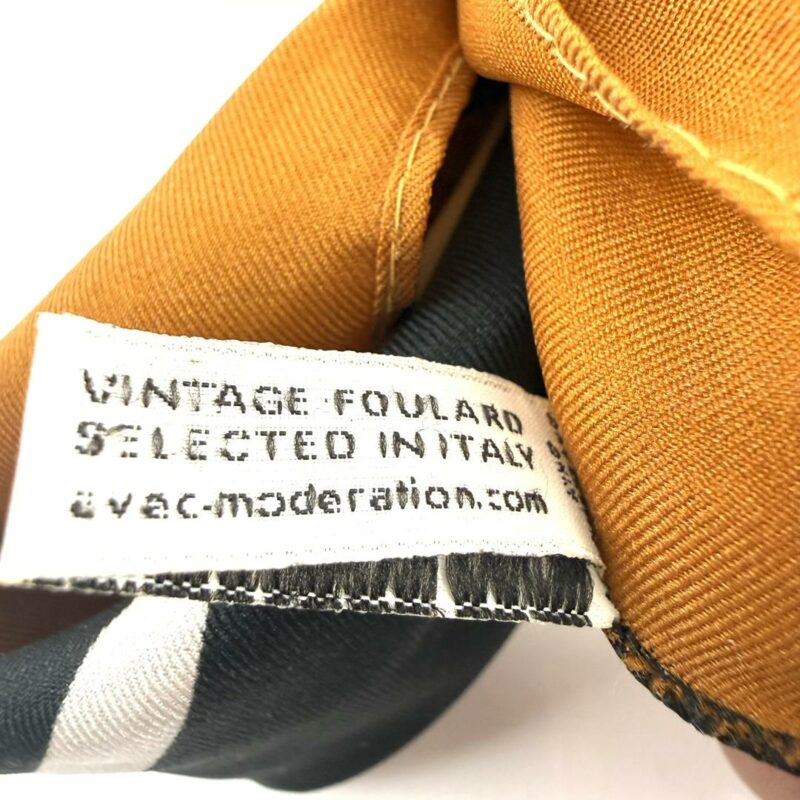 VINTAGE FOULARD
SELECTED IN ITALY
avec-moderation.com